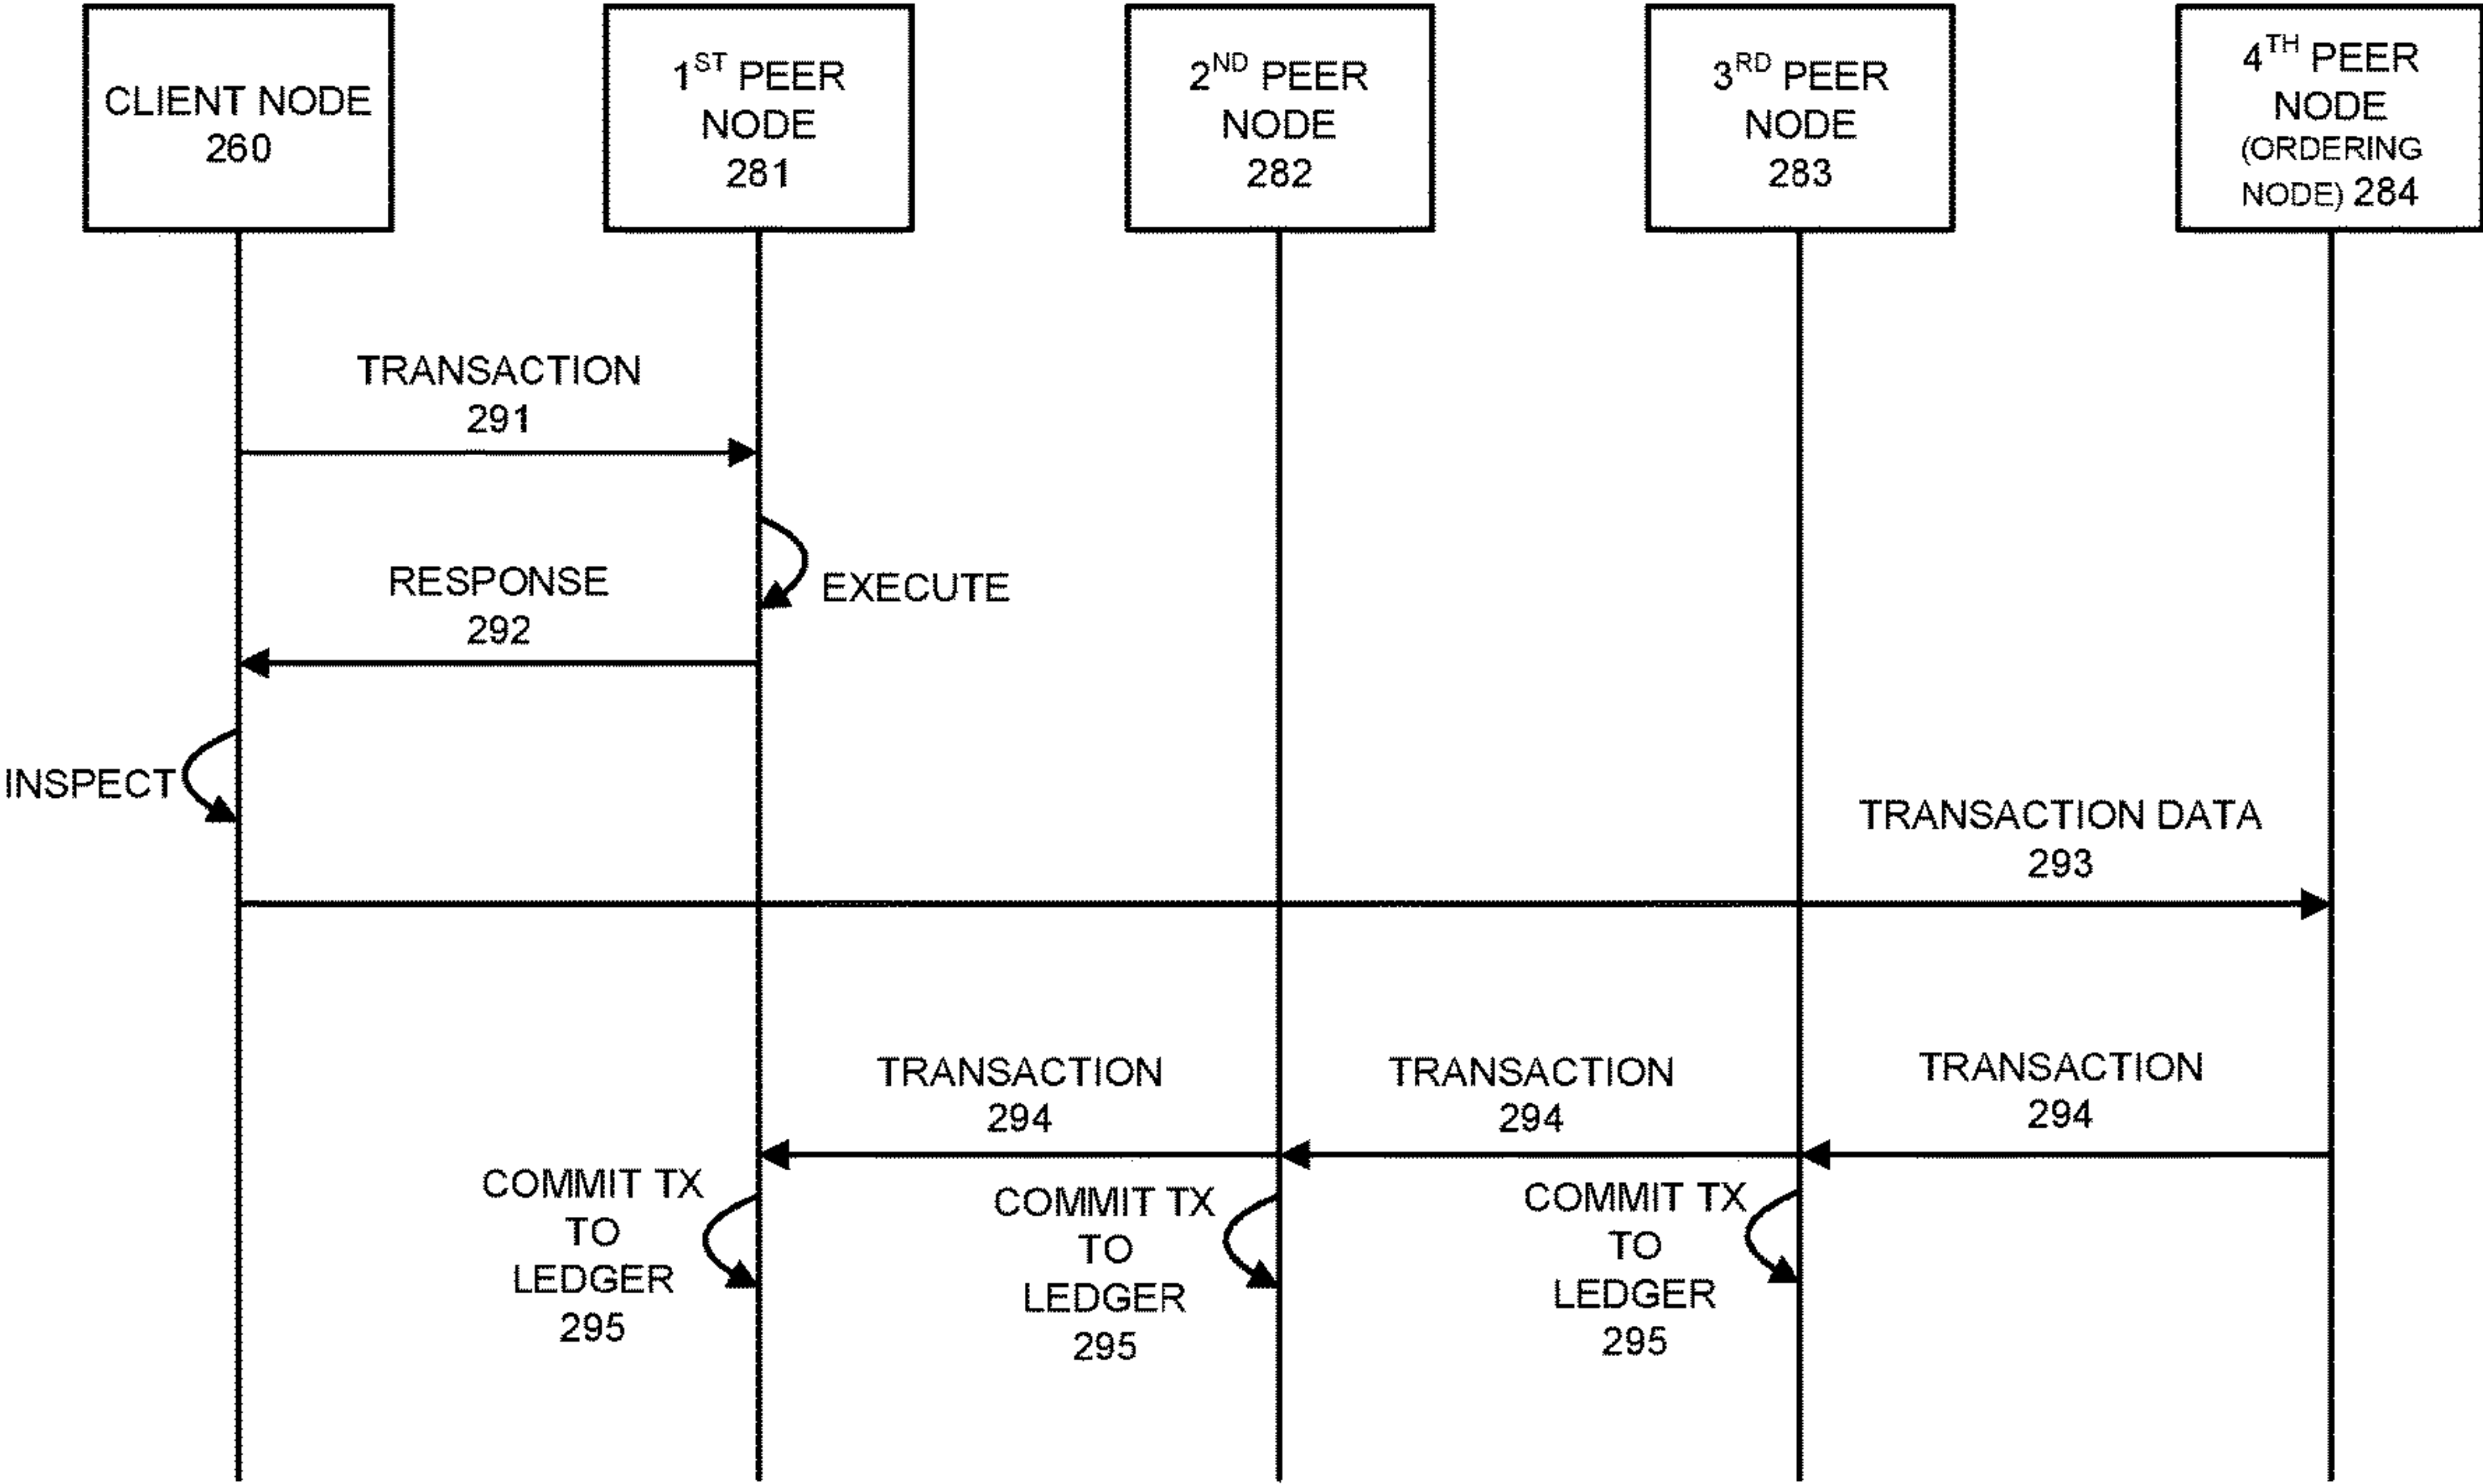 CLIENT NODE
260
1ST PEER
NODE
281
2ND PEER
NODE
282
3RD PEER
NODE
283
4TH PEER
NODE
(ORDERING
NODE) 284
TRANSACTION
291
EXECUTE
RESPONSE
292
INSPECT
TRANSACTION DATA
293
TRANSACTION
294
TRANSACTION
294
TRANSACTION
294
COMMIT TX
TO
LEDGER
295
COMMIT TX
TO
LEDGER
295
COMMIT TX
TO
LEDGER
295